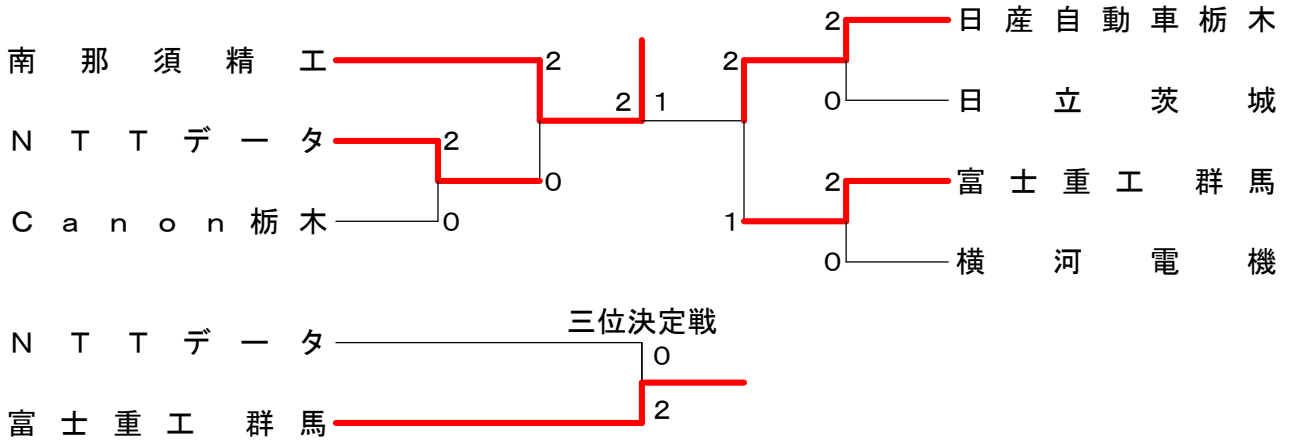 日産自動車栃木
2
南那須精工
2
2
2 1
0
日立茨城
NTTデータ
2
0
2
富士重工 群馬
Canon栃木
0
1
0
横河電機
三位決定戦
NTTデータ
0
2
富士重工 群馬